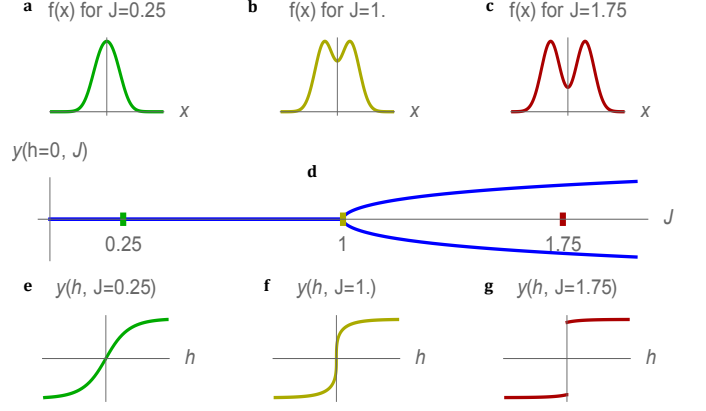 a f(x) for J=0.25
b f(x) for J=1.
c f(x) for J=1.75
x
x
x
y(h=0, J)
d
J
0.25
1
1.75
e y(h, J=0.25)
f y(h, J=1.)
g y(h, J=1.75)
h
h
h